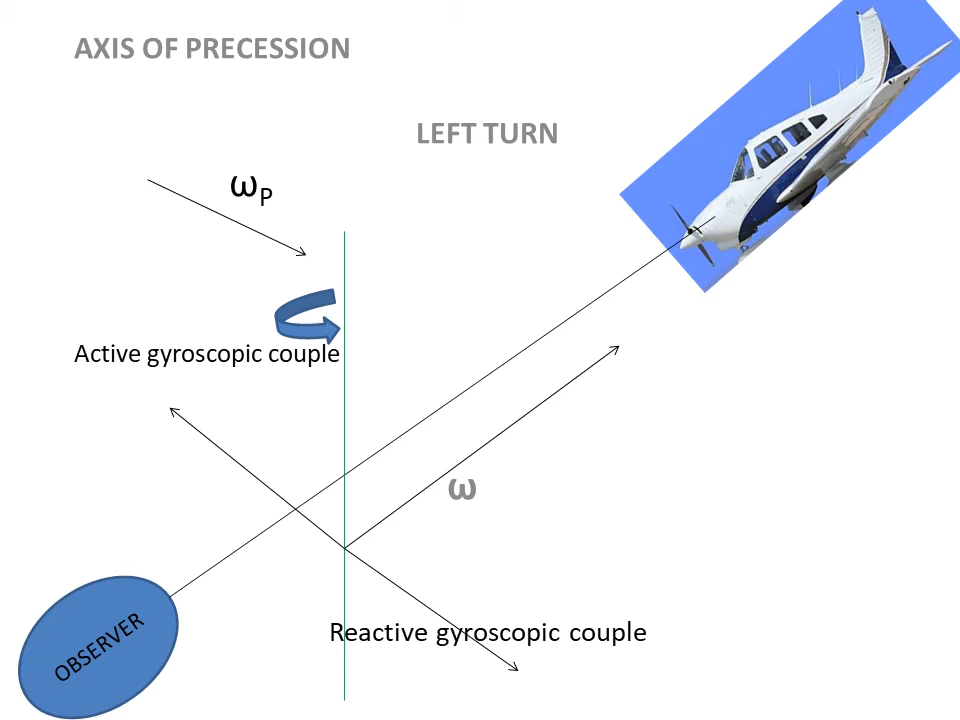 AXIS OF PRECESSION
LEFT TURN
ωP
Active gyroscopic couple
ω
Reactive gyroscopic couple
OBSERVER